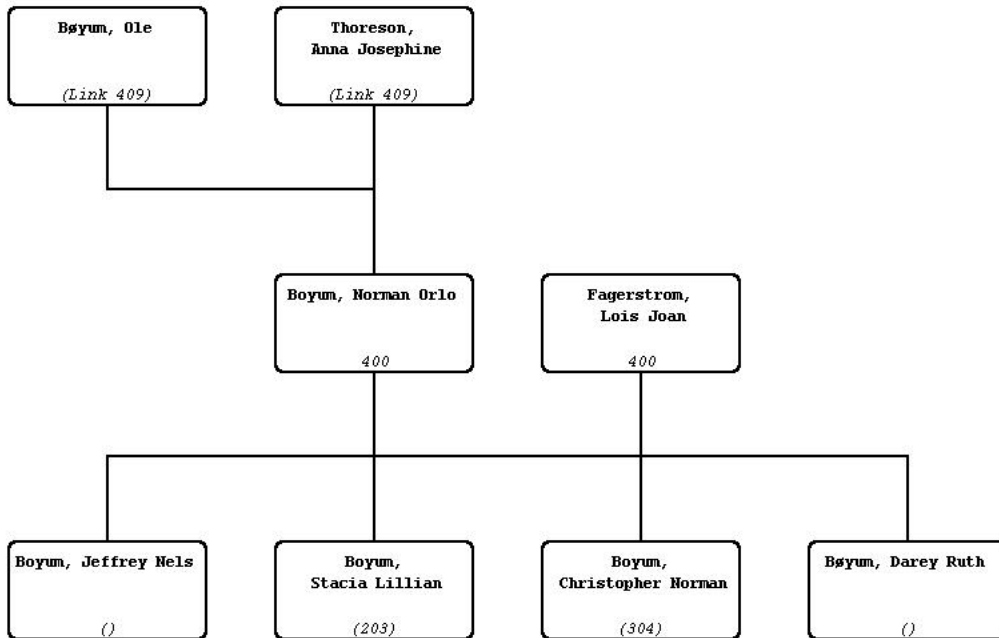 Bøyum, Ole
(Link 409)
Thoreson,
Anna Josephine
(Link 409)
Boyum, Norman Orlo
400
Fagerstrom,
Lois Joan
400
Boyum, Jeffrey Nels
()
Boyum,
Stacia Lillian
(203)
Boyum,
Christopher Norman
(304)
Bøyum, Darey Ruth
()